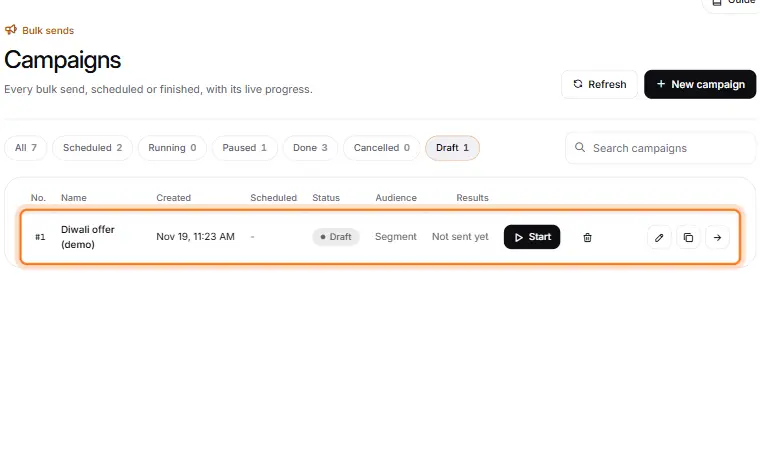 Guide
Bulk sends
Campaigns
Every bulk send, scheduled or finished, with its live progress.
Refresh
+ New campaign
All 7
Scheduled 2
Running 0
Paused 1
Done 3
Cancelled 0
Draft 1
Search campaigns
No. Name Created Scheduled Status Audience Results
#1 Diwali offer (demo) Nov 19, 11:23 AM - Draft Segment Not sent yet Start